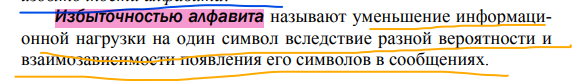 Избыточностью алфавита называют уменьшение информаци-
онной нагрузки на один символ вследствие разной вероятности и
взаимозависимости появления его символов в сообщениях.